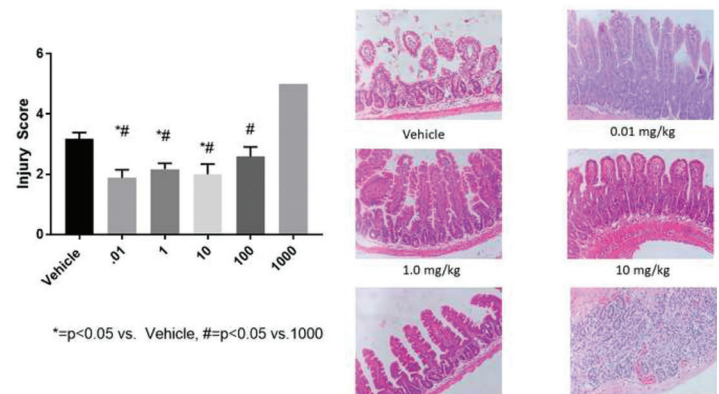 Injury Score
6
4
2
0
*#
*#
*#
#
Vehicle
.01
1
10
100
1000
*=p<0.05 vs. Vehicle, #=p<0.05 vs.1000
Vehicle
0.01 mg/kg
1.0 mg/kg
10 mg/kg